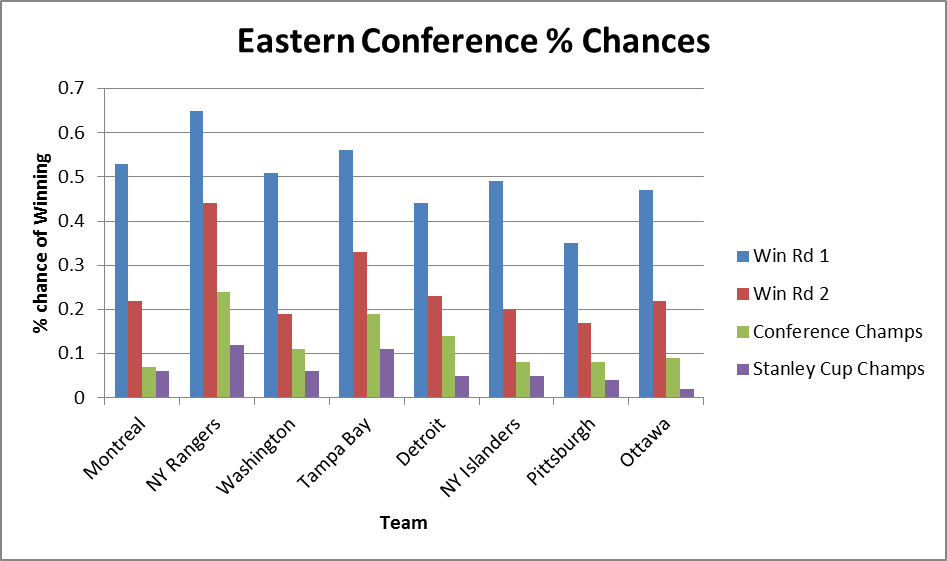 Eastern Conference % Chances
% chance of Winning
0.7
0.6
0.5
0.4
0.3
0.2
0.1
0
Montreal
NY Rangers
Washington
Tampa Bay
Detroit
NY Islanders
Pittsburgh
Ottawa
Team
Win Rd 1
Win Rd 2
Conference Champs
Stanley Cup Champs